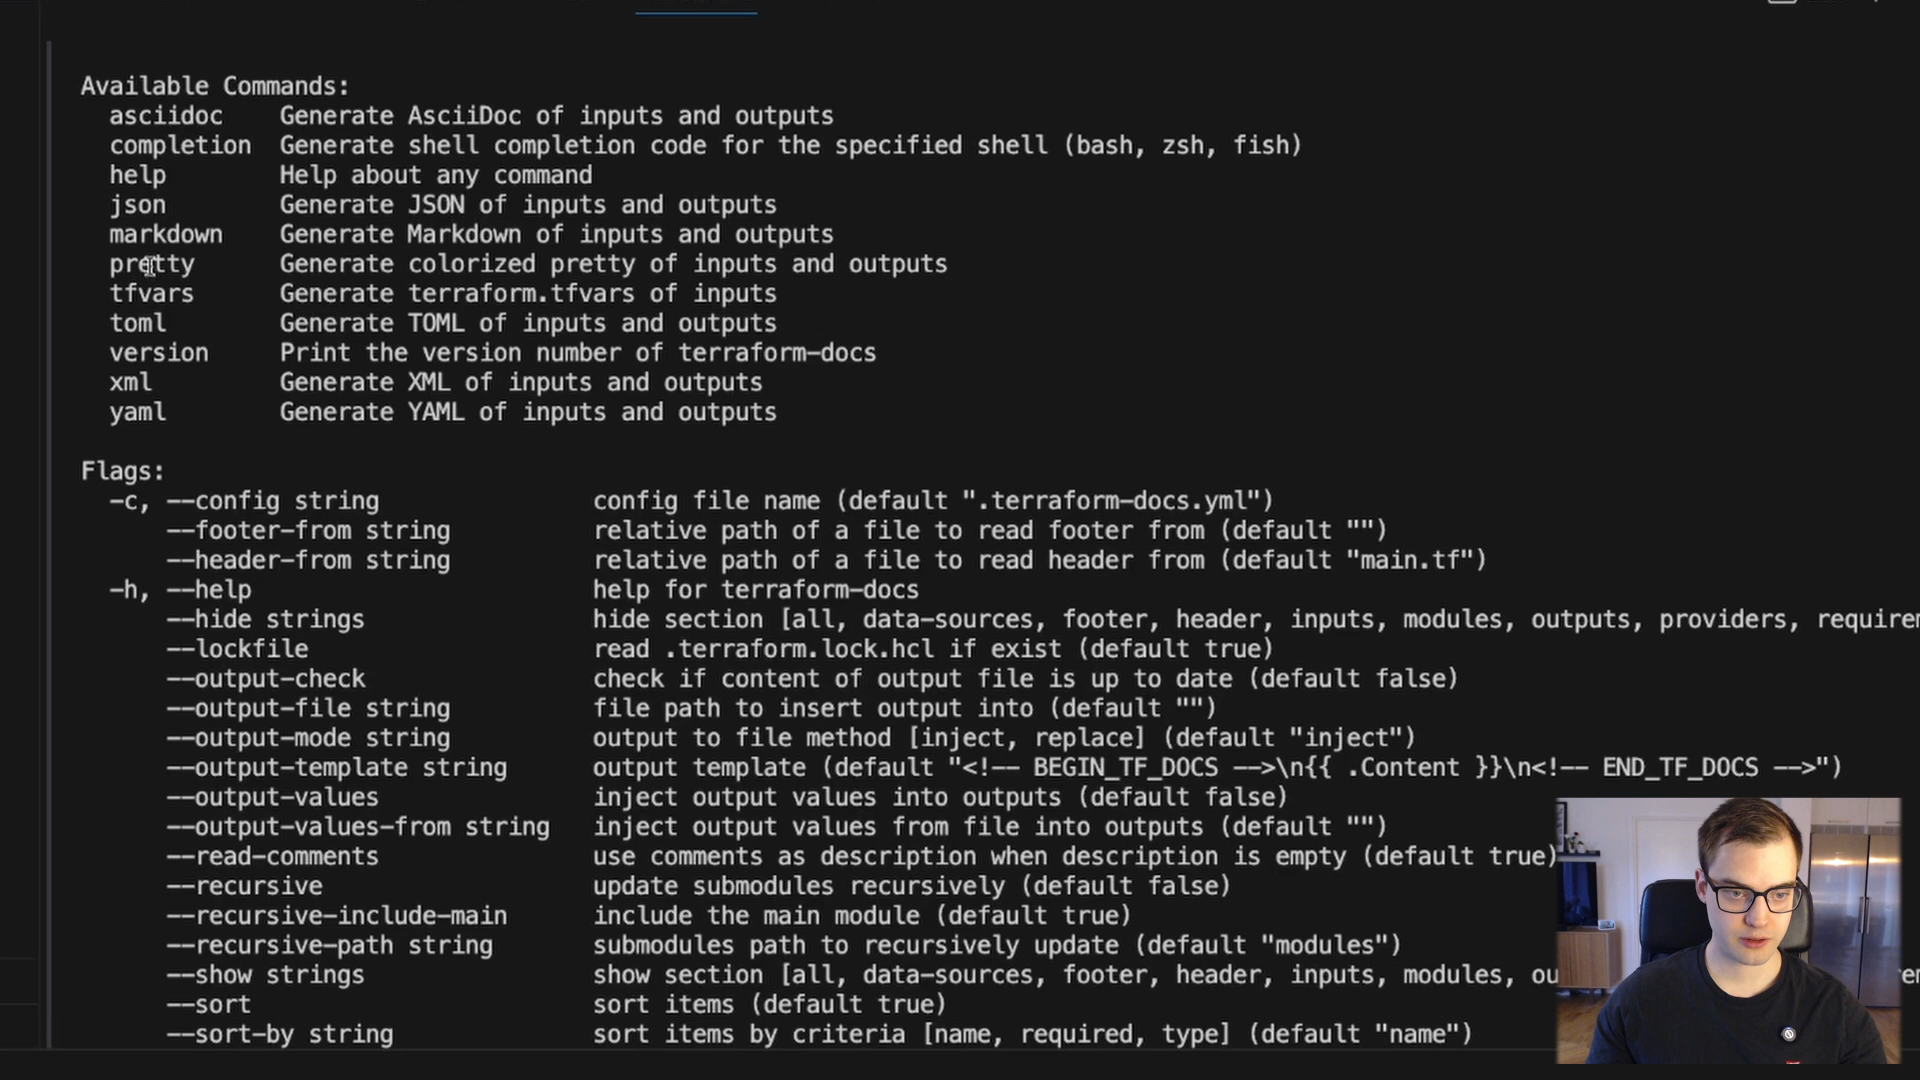 Available Commands:
asciidoc Generate AsciiDoc of inputs and outputs
completion Generate shell completion code for the specified shell (bash, zsh, fish)
help Help about any command
json Generate JSON of inputs and outputs
markdown Generate Markdown of inputs and outputs
pretty Generate colorized pretty of inputs and outputs
tfvars Generate terraform.tfvars of inputs
toml Generate TOML of inputs and outputs
version Print the version number of terraform-docs
xml Generate XML of inputs and outputs
yaml Generate YAML of inputs and outputs
Flags:
-c, --config string config file name (default ".terraform-docs.yml")
--footer-from string relative path of a file to read footer from (default "")
--header-from string relative path of a file to read header from (default "main.tf")
-h, --help help for terraform-docs
--hide strings hide section [all, data-sources, footer, header, inputs, modules, outputs, providers,
--lockfile read .terraform.lock.hcl if exist (default true)
--output-check check if content of output file is up to date (default false)
--output-file string file path to insert output into (default "")
--output-mode string output to file method [inject, replace] (default "inject")
--output-template string output template (default "<!-- BEGIN_TF_DOCS -->\n{{ .Content }}\n<!-- END_TF_DOCS -->")
--output-values inject output values into outputs (default false)
--output-values-from string inject output values from file into outputs (default "")
--read-comments use comments as description when description is empty (default true)
--recursive update submodules recursively (default false)
--recursive-include-main include the main module (default true)
--recursive-path string submodules path to recursively update (default "modules")
--show strings show section [all, data-sources, footer, header, inputs, modules,
--sort sort items (default true)
--sort-by string sort items by criteria [name, required, type] (default "name")